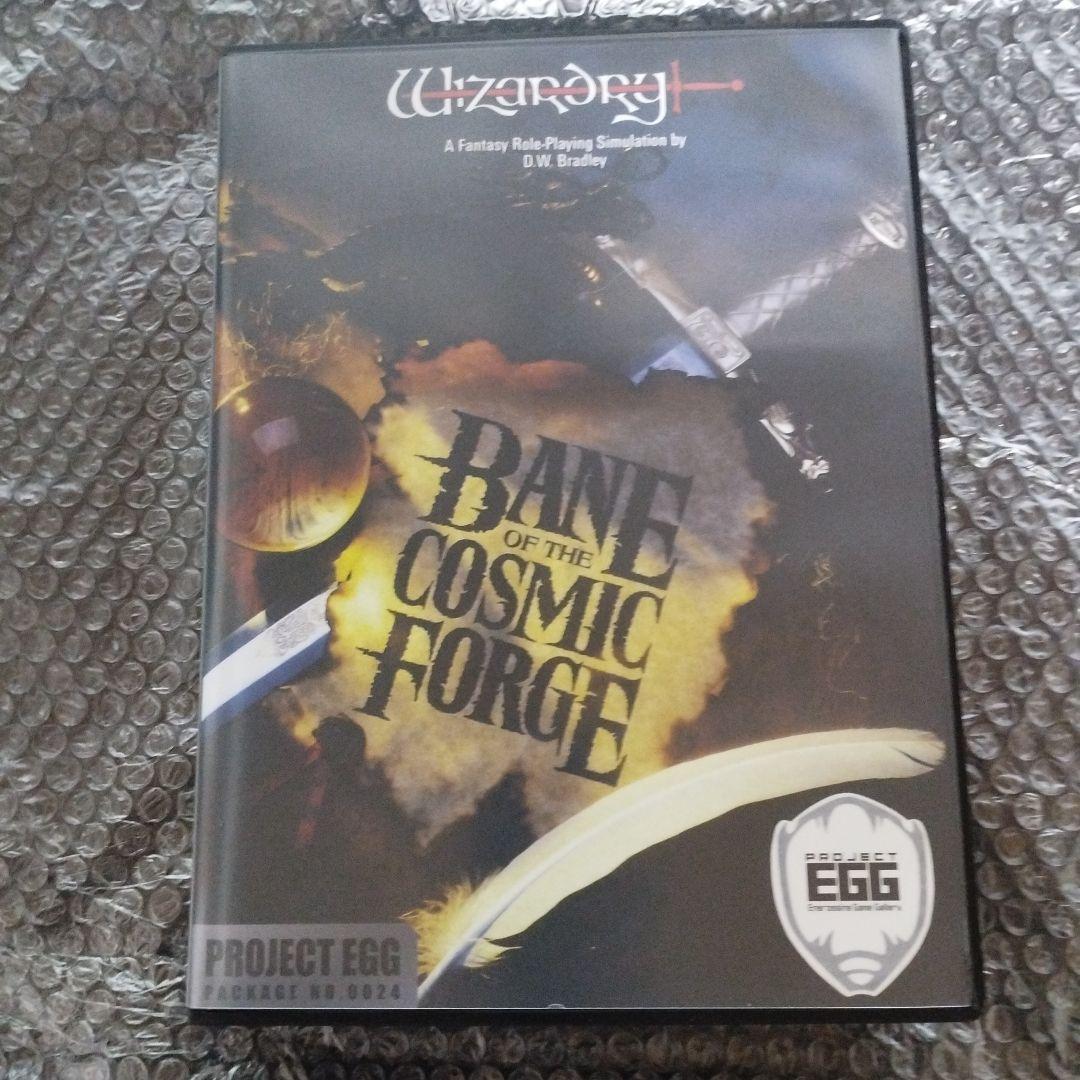 Wizardry
A Fantasy Role-Playing Simulation by
D.W. Bradley
BANE
OF THE
COSMIC
FORGE
PROJECT
EGG
PROJECT EGG
PACKAGE NO.0024